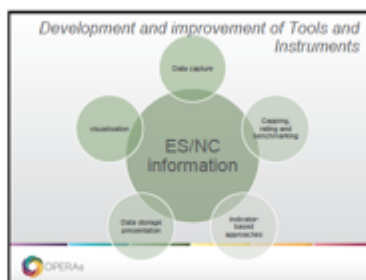 Development and improvement of Tools and
Instruments
Data capture
visualisation
Capping,
rating and
benchmarking
ES/NC
information
Data storage
presentation
Indicator-
based
approaches
OPERAs